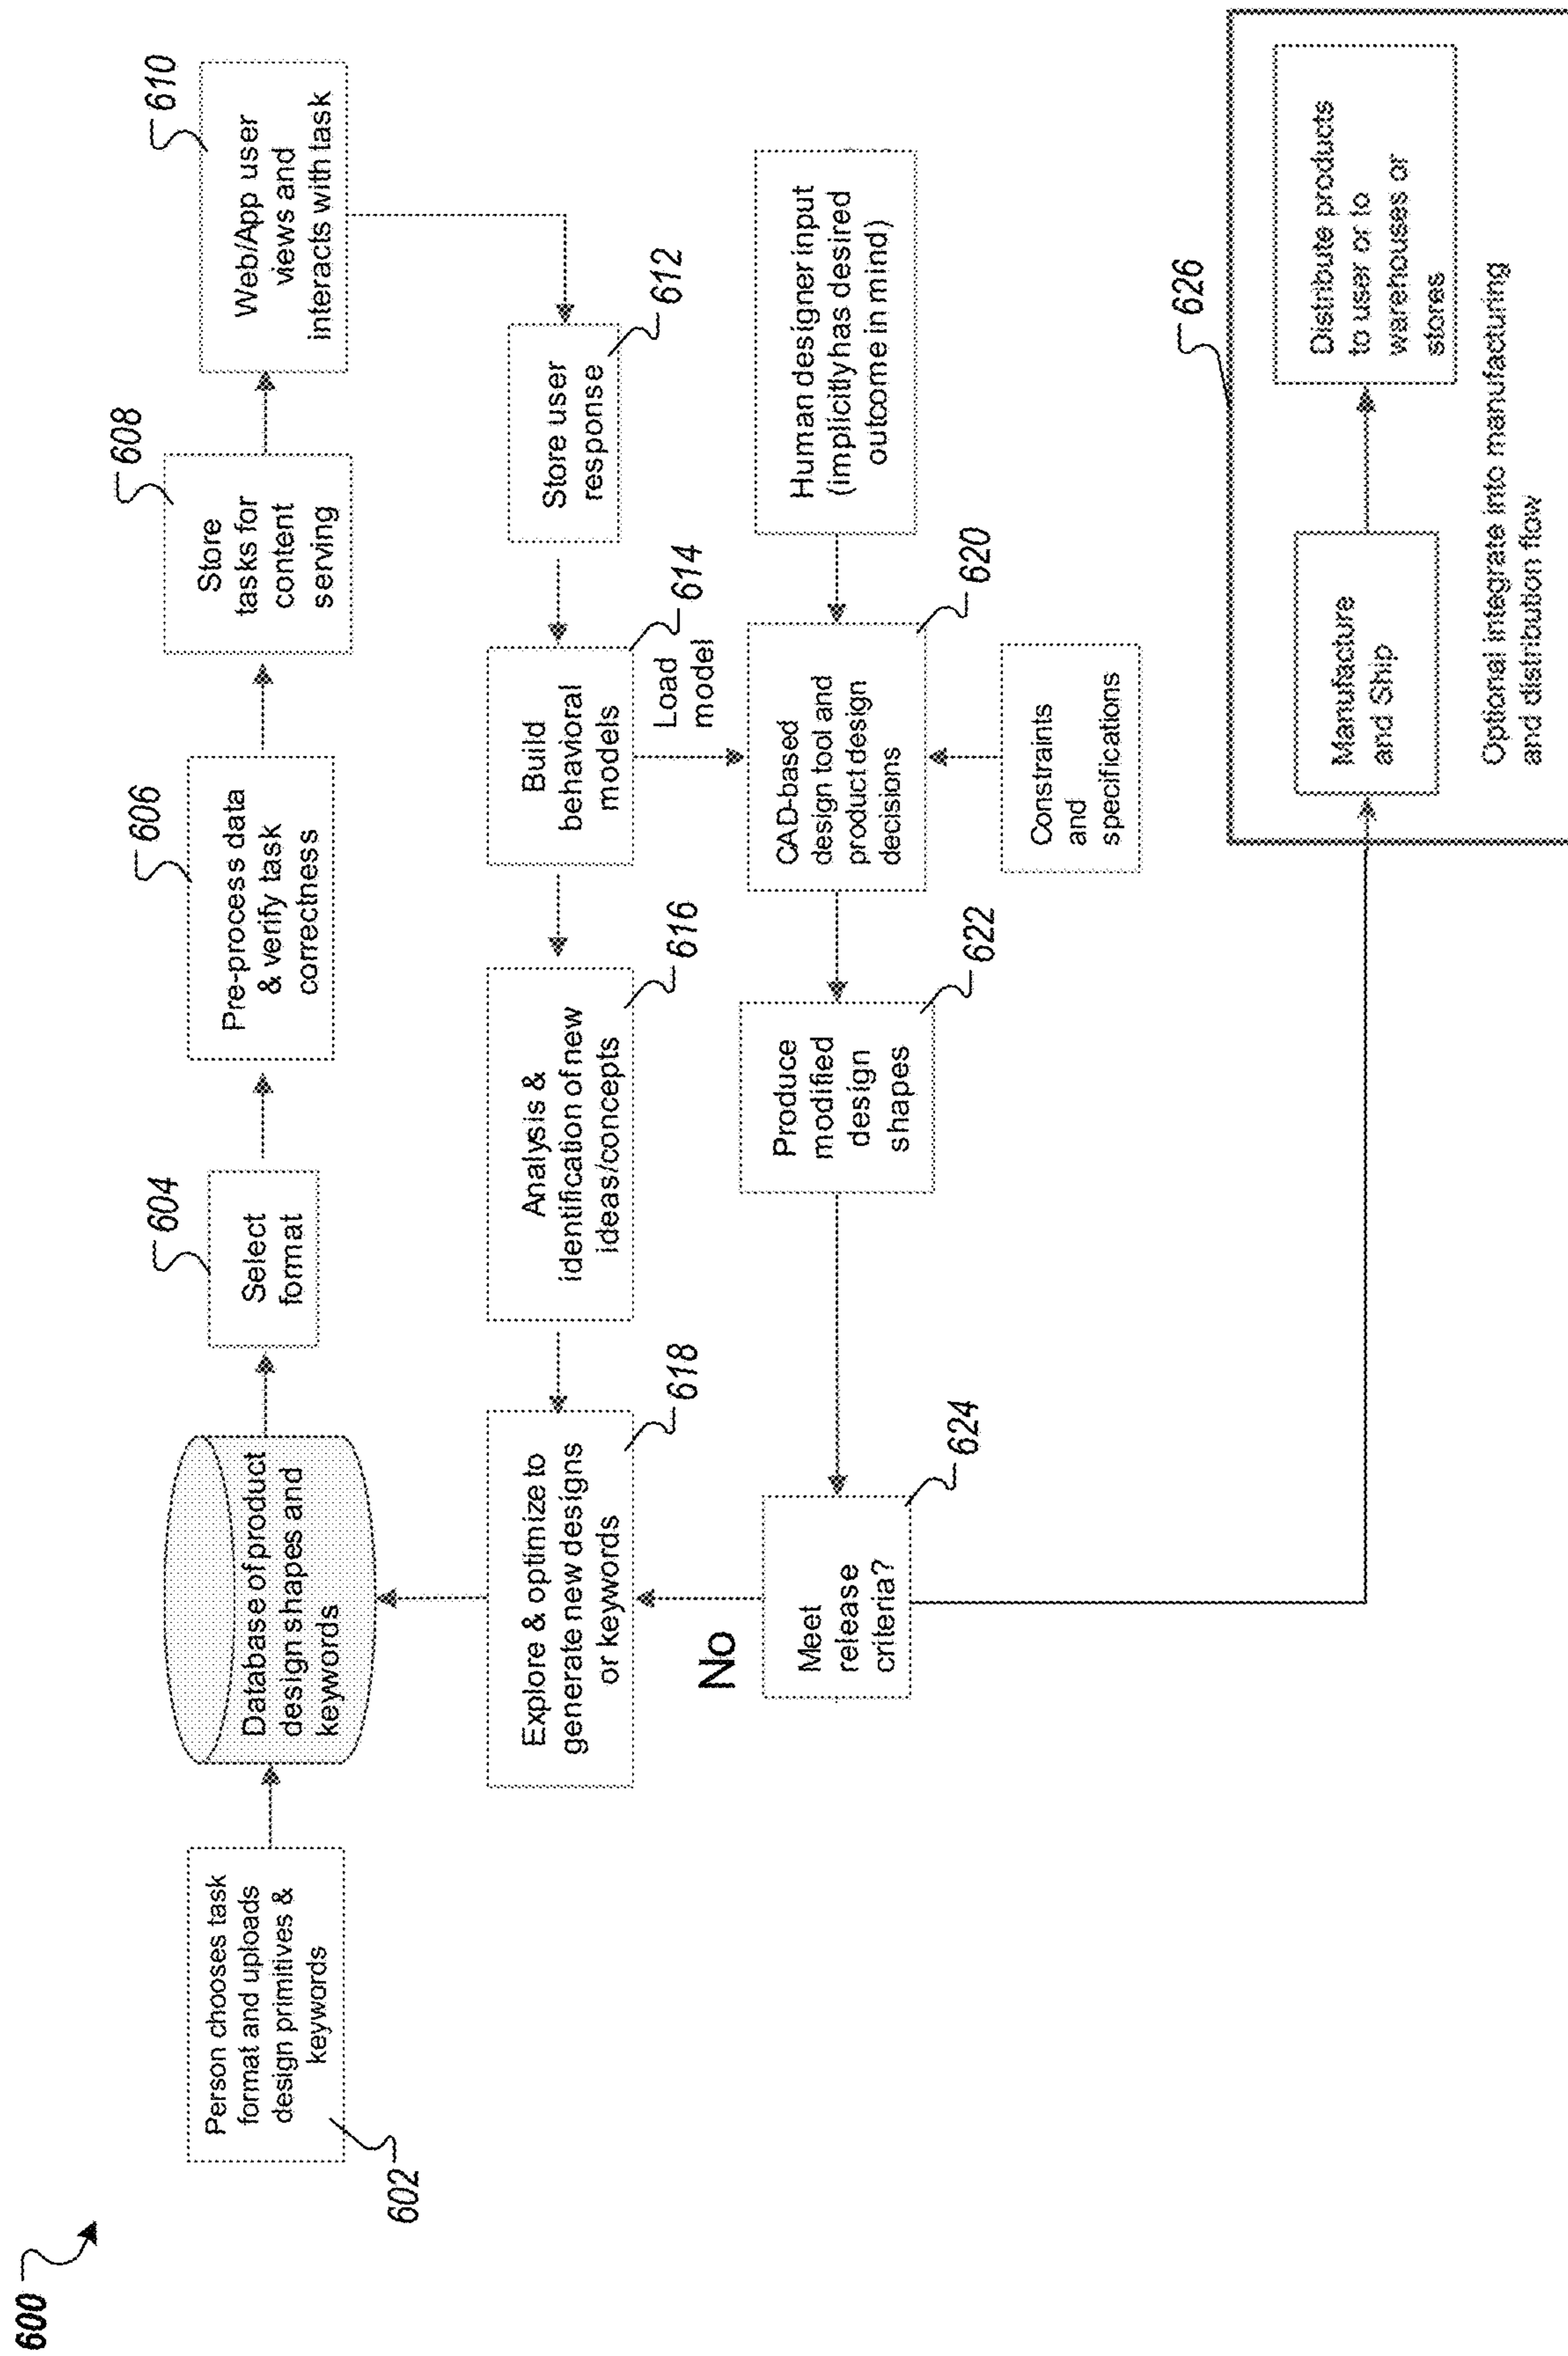 600
602
Person chooses task
format and uploads
design primitives &
keywords
Database of product
design shapes and
keywords
604
Select
format
606
Pre-process data
& verify task
correctness
608
Store
tasks for
content
serving
610
Web/App user
views and
interacts with task
Explore & optimize to
generate new designs
or keywords
618
Analysis &
identification of new
ideas/concepts
616
Build
behavioral
models
614
Load
model
Store user
response
612
No
Meet
release
criteria?
624
Produce
modified
design
shapes
622
CAD-based
design tool and
product design
decisions
620
Human designer input
(implicitly has desired
outcome in mind)
Constraints
and
specifications
626
Manufacture
and Ship
Distribute products
to user or to
warehouses or
stores
Optional integrate into manufacturing
and distribution flow